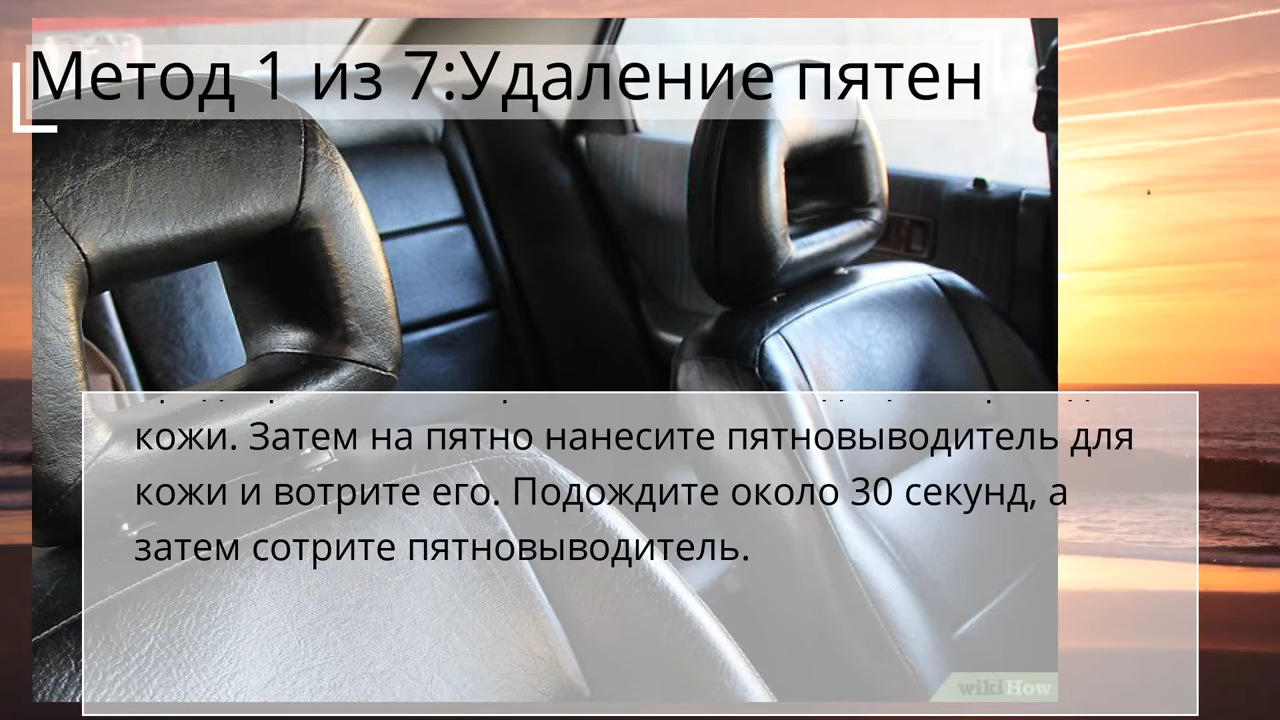 Метод 1 из 7:Удаление пятен
кожи. Затем на пятно нанесите пятновыводитель для
кожи и вотрите его. Подождите около 30 секунд, а
затем сотрите пятновыводитель.
wikiHow